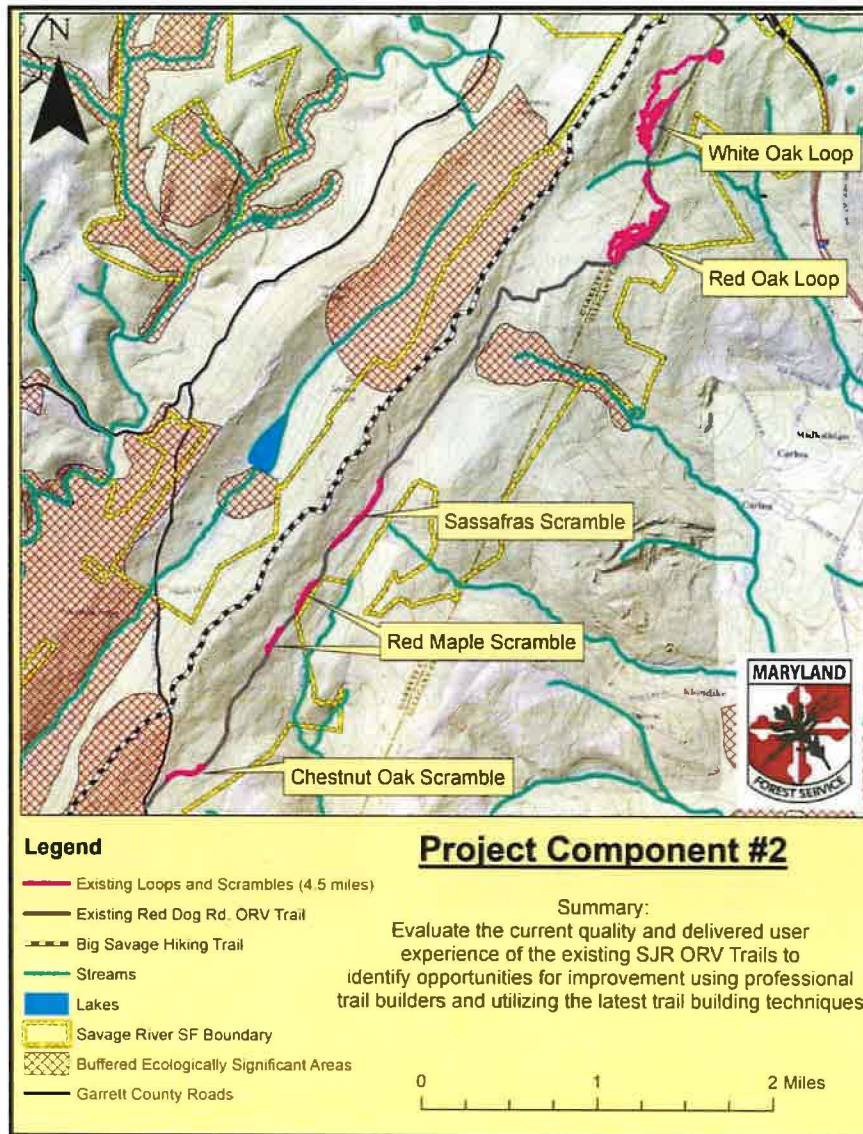 N
White Oak Loop
Red Oak Loop
Sassafras Scramble
Red Maple Scramble
Chestnut Oak Scramble
Carlos
Klondike
MARYLAND
FOREST SERVICE
Legend
Existing Loops and Scrambles (4.5 miles)
Existing Red Dog Rd. ORV Trail
Big Savage Hiking Trail
Streams
Lakes
Savage River SF Boundary
Buffered Ecologically Significant Areas
Garrett County Roads
Project Component #2
Summary:
Evaluate the current quality and delivered user
experience of the existing SJR ORV Trails to
identify opportunities for improvement using professional
trail builders and utilizing the latest trail building techniques
0 1 2 Miles